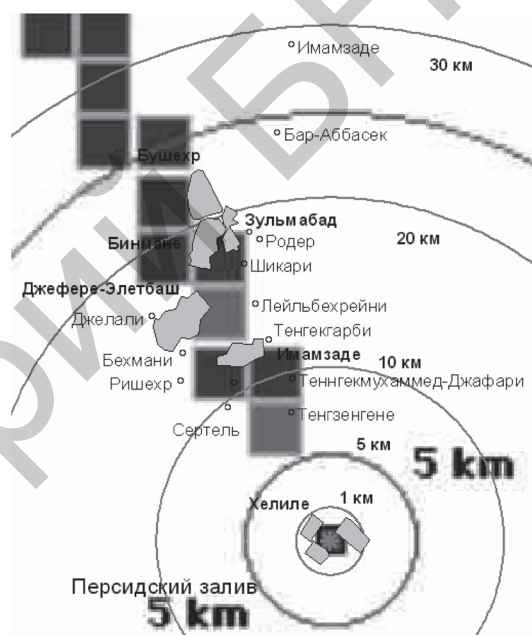 Имамзаде
30 км
Бар-Аббасек
Бушехр
Зульмабад
Бинмане
Родер
20 км
Шикари
Джефере-Элетбаш
Лейльбехрейни
Джелали
Тенгекгарби
Имамзаде
Бехмани
10 км
Ришехр
Теннгекмухаммед-Джафари
Сертель
Тенгзенгене
5 км
5 km
Хелиле
1 км
Персидский залив
5 km